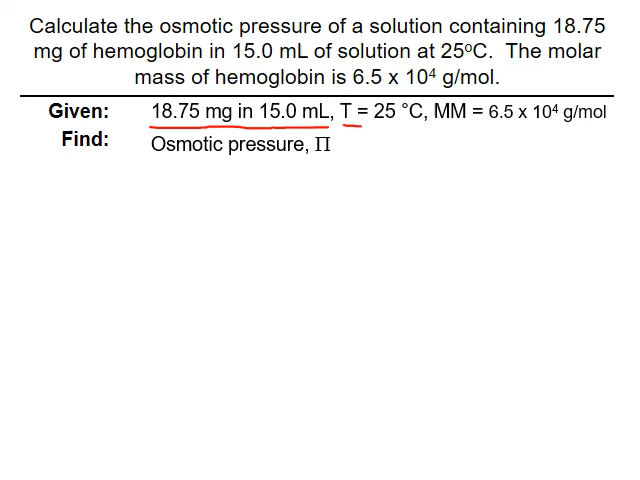 Calculate the osmotic pressure of a solution containing 18.75
mg of hemoglobin in 15.0 mL of solution at 25ºC.  The molar
mass of hemoglobin is 6.5 x 10⁴ g/mol.
Given: 18.75 mg in 15.0 mL, T = 25 °C, MM = 6.5 x 10⁴ g/mol
Find: Osmotic pressure, Π